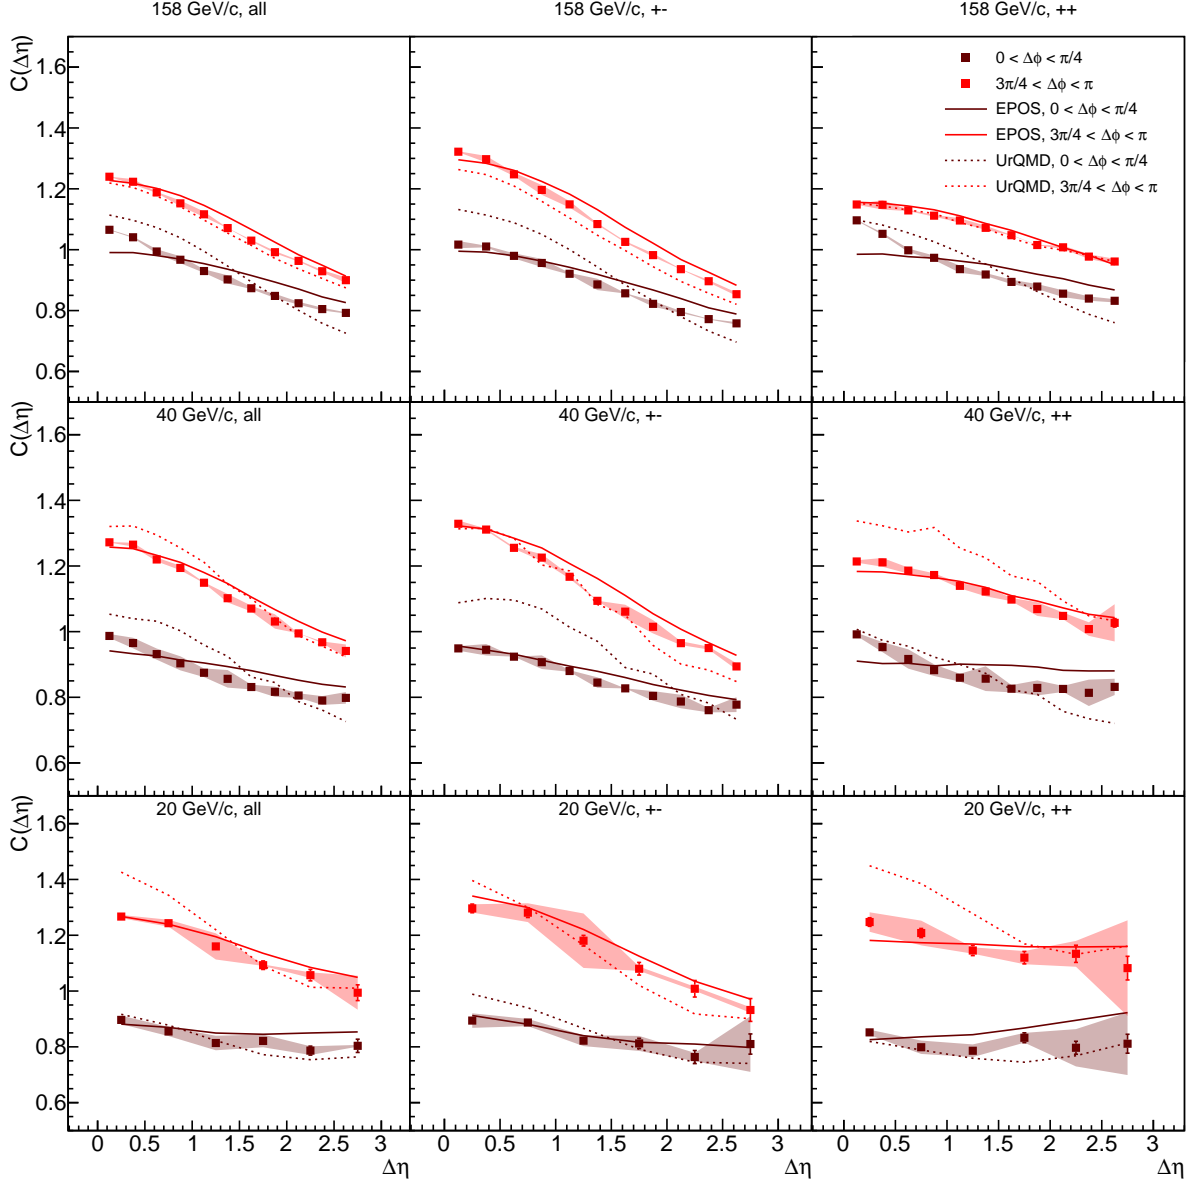 158 GeV/c, all
158 GeV/c, +-
158 GeV/c, ++
C(Δη)
1.6
1.4
1.2
1
0.8
0.6
0 < Δϕ < π/4
3π/4 < Δϕ < π
EPOS, 0 < Δϕ < π/4
EPOS, 3π/4 < Δϕ < π
UrQMD, 0 < Δϕ < π/4
UrQMD, 3π/4 < Δϕ < π
40 GeV/c, all
40 GeV/c, +-
40 GeV/c, ++
C(Δη)
1.6
1.4
1.2
1
0.8
0.6
20 GeV/c, all
20 GeV/c, +-
20 GeV/c, ++
C(Δη)
1.6
1.4
1.2
1
0.8
0.6
0 0.5 1 1.5 2 2.5 3
0 0.5 1 1.5 2 2.5 3
0 0.5 1 1.5 2 2.5 3
Δη
Δη
Δη